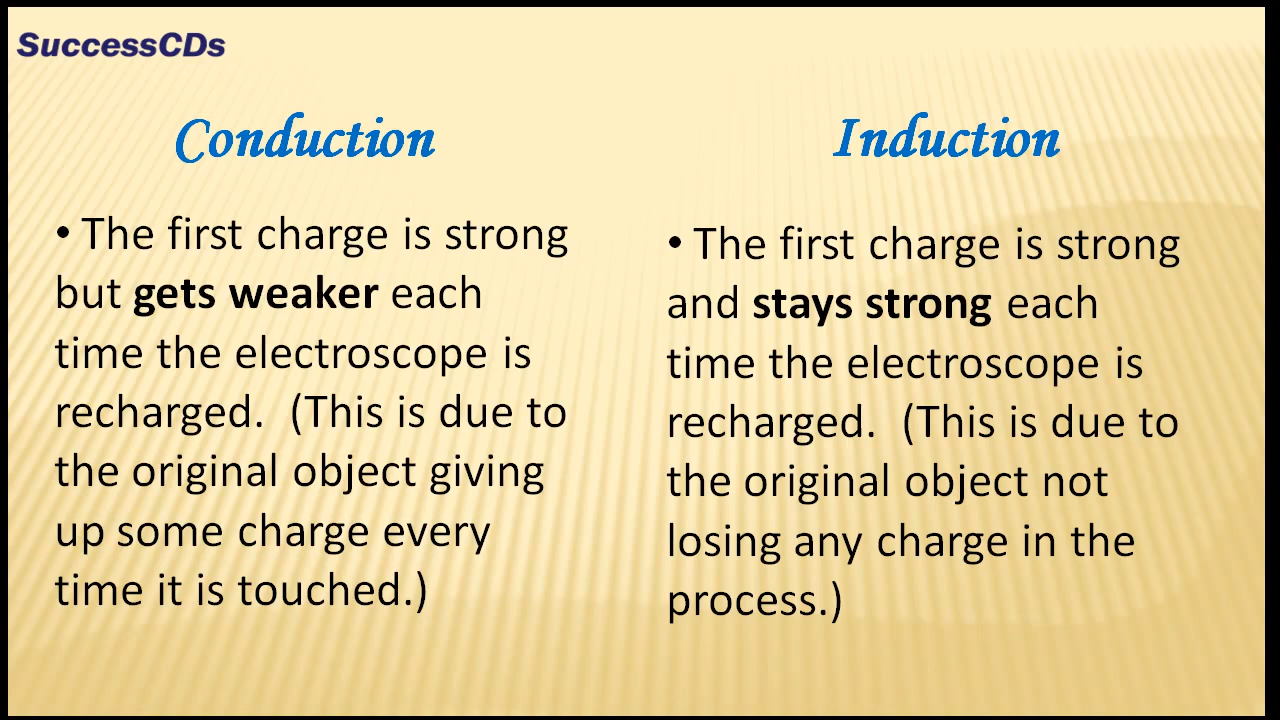 SuccessCDs
Conduction
• The first charge is strong
but gets weaker each
time the electroscope is
recharged.  (This is due to
the original object giving
up some charge every
time it is touched.)
Induction
• The first charge is strong
and stays strong each
time the electroscope is
recharged.  (This is due to
the original object not
losing any charge in the
process.)